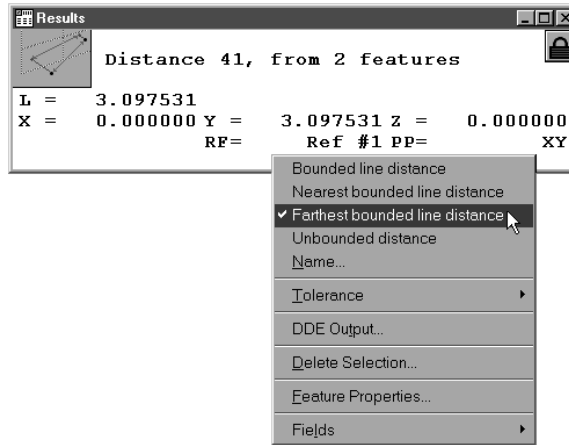 Results
Distance 41, from 2 features
L = 3.097531
X = 0.000000 Y = 3.097531 Z = 0.000000
RF= Ref #1 PP= XY
Bounded line distance
Nearest bounded line distance
Farthest bounded line distance
Unbounded distance
Name...
Tolerance
DDE Output...
Delete Selection...
Feature Properties...
Fields